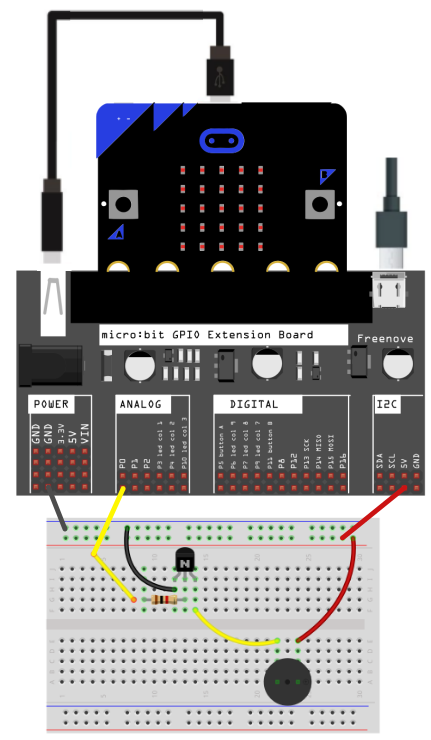 micro:bit GPIO Extension Board
Freenove
POWER
ANALOG
DIGITAL
I2C
GND
GND
3.3V
5V
VIN
P0
P1
P2
P3 led col 1
P4 led col 2
P10 led col 3
P5 button A
P6 led col 9
P7 led col 8
P9 led col 7
P11 button B
P8
P12
P13 SCK
P14 MISO
P15 MOSI
P16
SDA
SCL
5V
GND
N